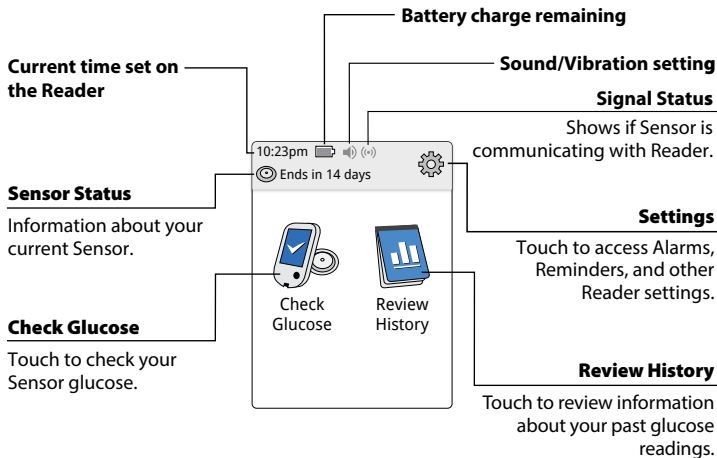 Battery charge remaining
Current time set on
the Reader
Sound/Vibration setting
Signal Status
Shows if Sensor is
communicating with Reader.
10:23pm
Ends in 14 days
Sensor Status
Information about your
current Sensor.
Settings
Touch to access Alarms,
Reminders, and other
Reader settings.
Check
Glucose
Review
History
Check Glucose
Touch to check your
Sensor glucose.
Review History
Touch to review information
about your past glucose
readings.